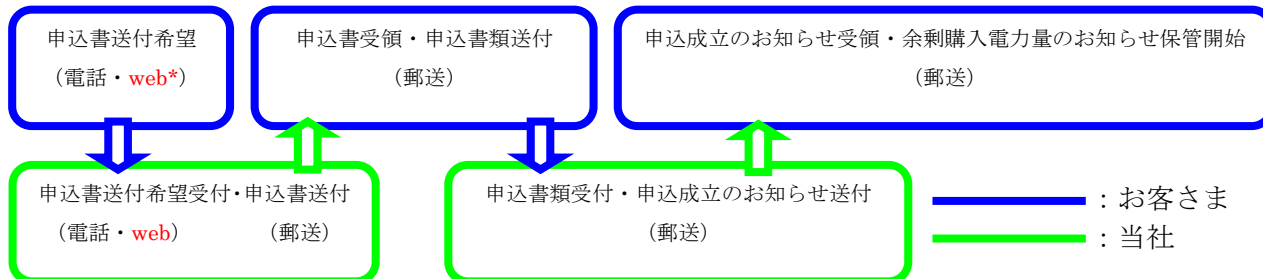 申込書送付希望
(電話・web*)
申込書受領・申込書類送付
(郵送)
申込成立のお知らせ受領・余剰購入電力量のお知らせ保管開始
(郵送)
申込書送付希望受付・申込書送付
(電話・web) (郵送)
申込書類受付・申込成立のお知らせ送付
(郵送)
:お客さま
:当社